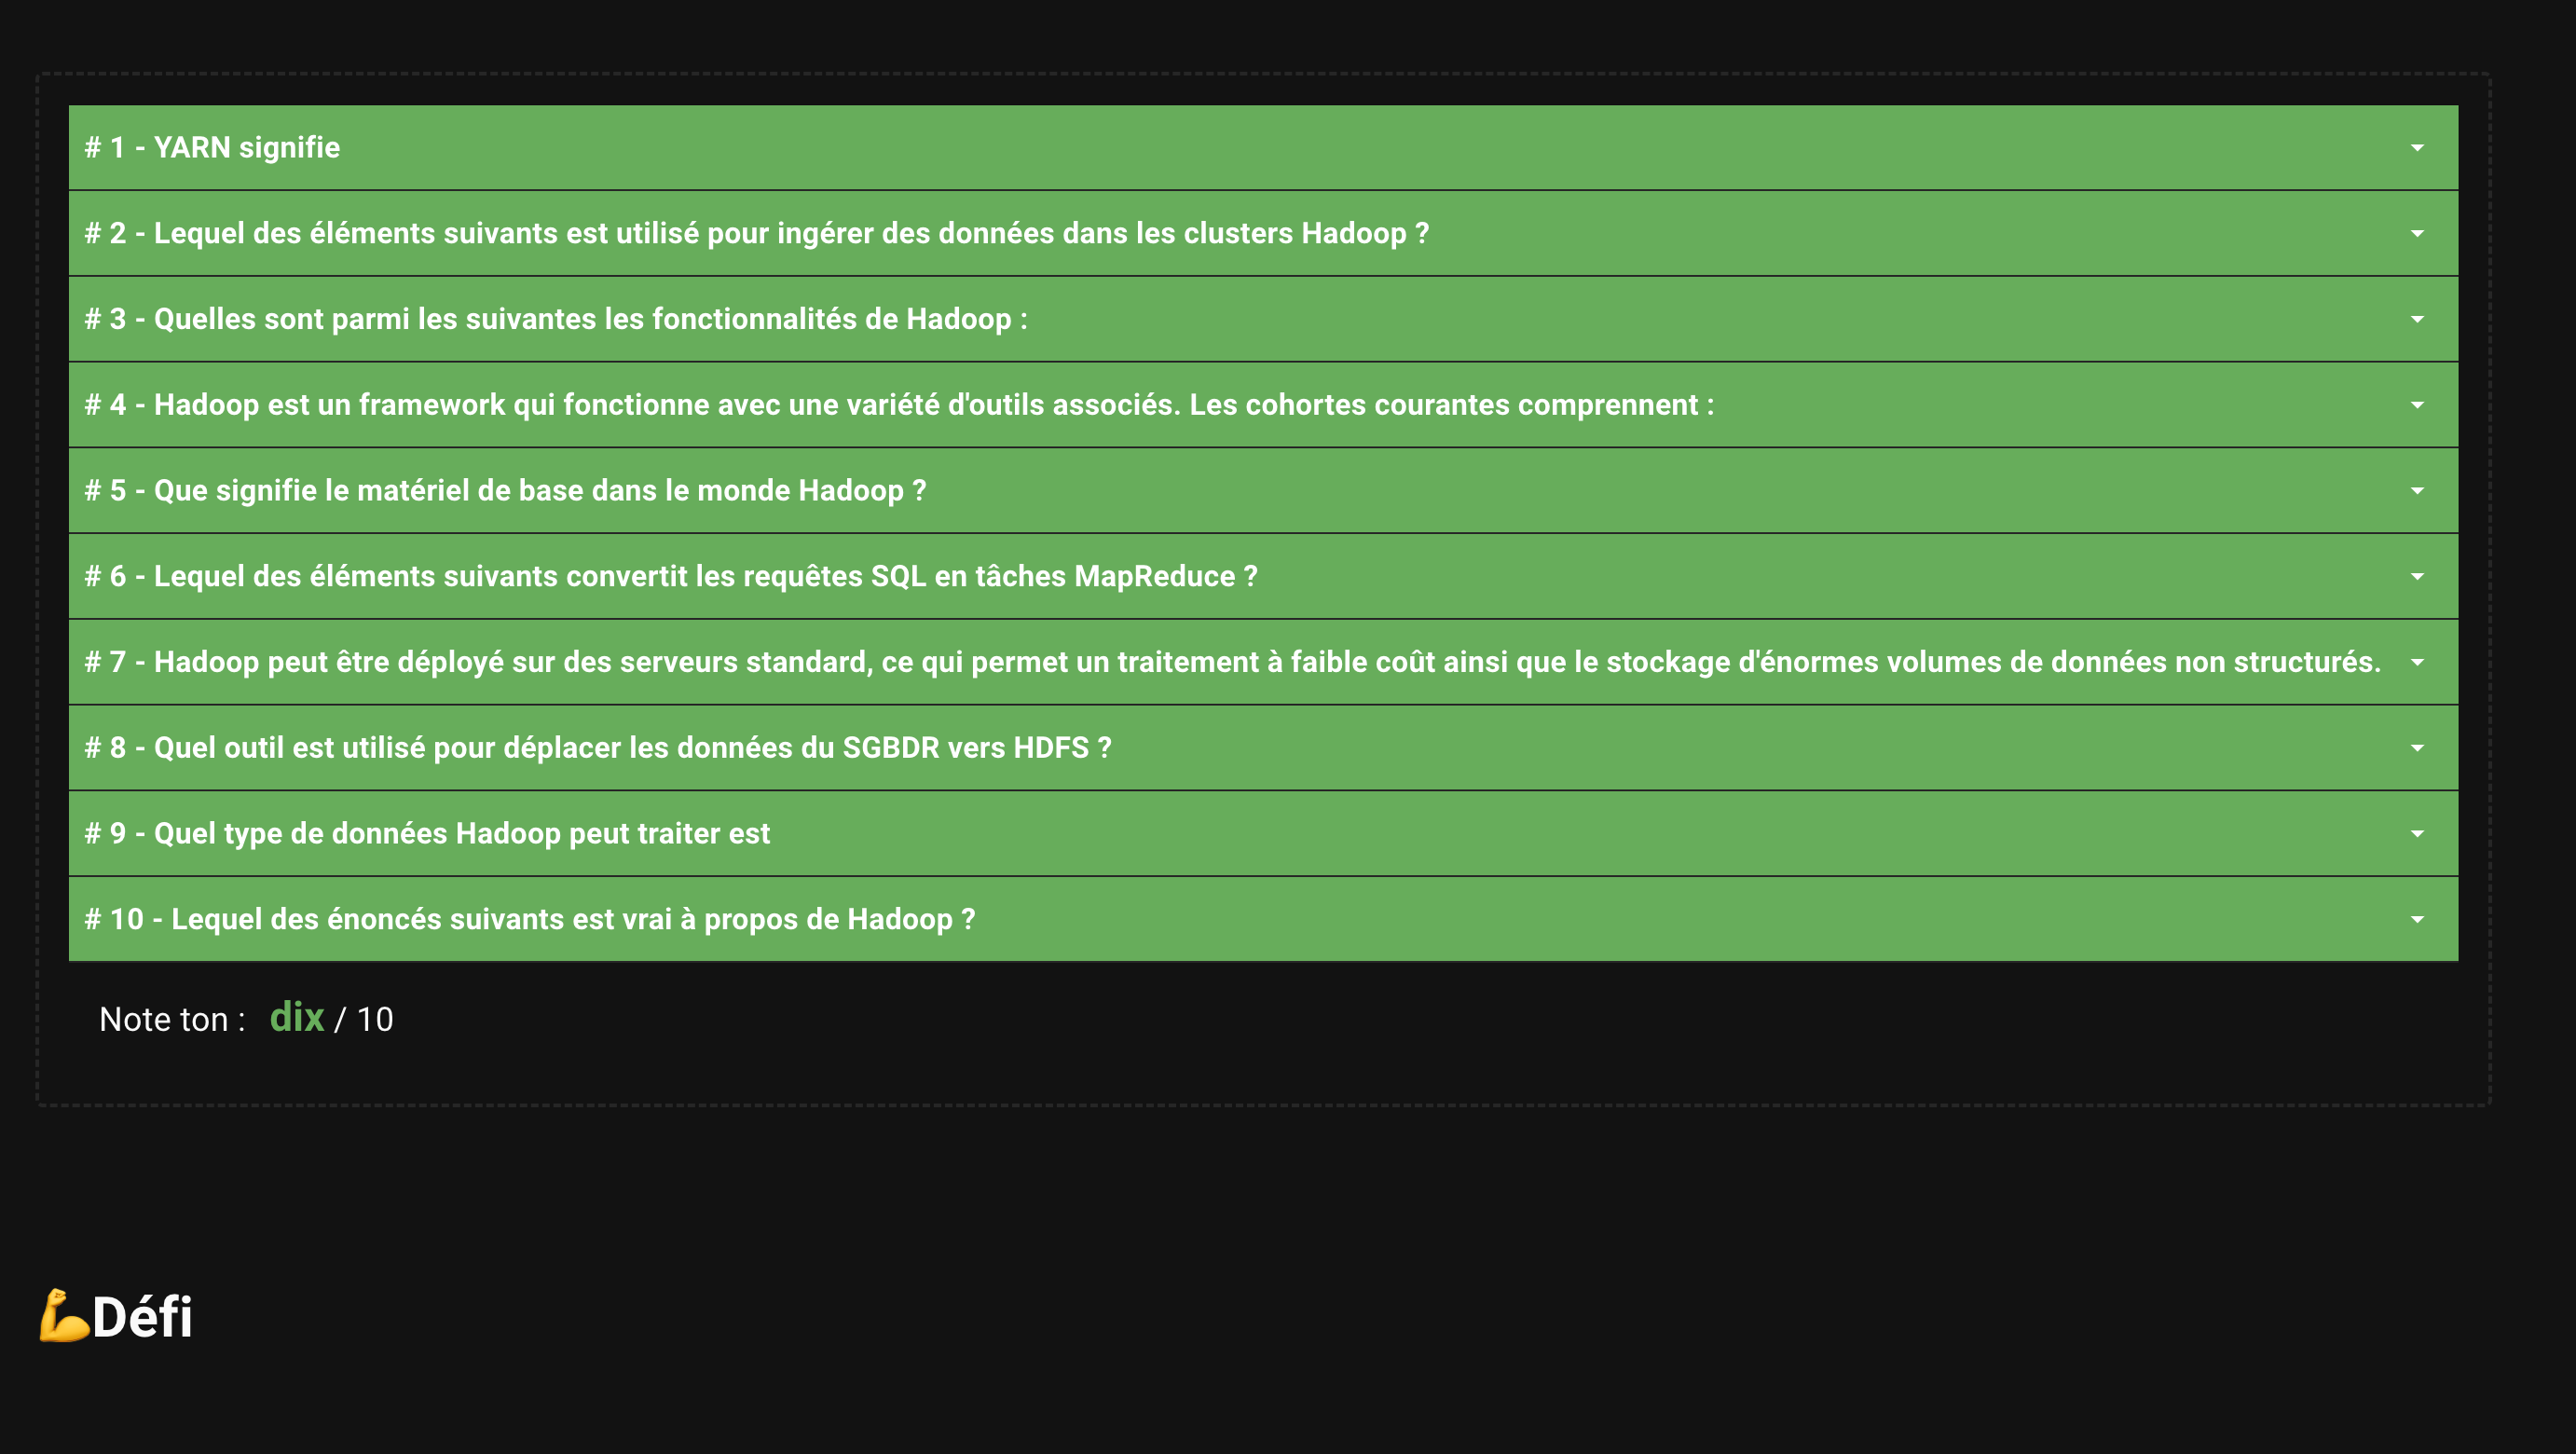 # 1 - YARN signifie
# 2 - Lequel des éléments suivants est utilisé pour ingérer des données dans les clusters Hadoop ?
# 3 - Quelles sont parmi les suivantes les fonctionnalités de Hadoop :
# 4 - Hadoop est un framework qui fonctionne avec une variété d'outils associés. Les cohortes courantes comprennent :
# 5 - Que signifie le matériel de base dans le monde Hadoop ?
# 6 - Lequel des éléments suivants convertit les requêtes SQL en tâches MapReduce ?
# 7 - Hadoop peut être déployé sur des serveurs standard, ce qui permet un traitement à faible coût ainsi que le stockage d'énormes volumes de données non structurés.
# 8 - Quel outil est utilisé pour déplacer les données du SGBDR vers HDFS ?
# 9 - Quel type de données Hadoop peut traiter est
# 10 - Lequel des énoncés suivants est vrai à propos de Hadoop ?
Note ton : dix / 10
💪Défi